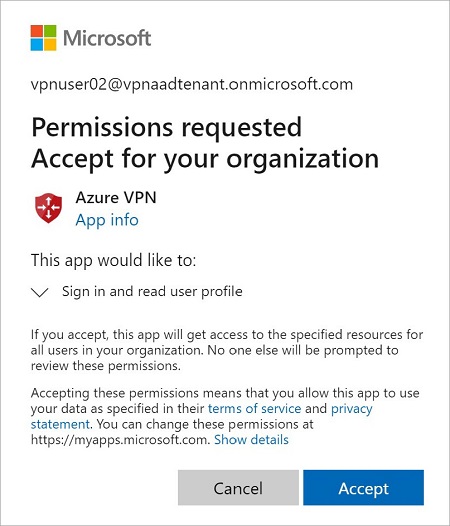 Microsoft
vpnuser02@vpnaadtenant.onmicrosoft.com
Permissions requested
Accept for your organization
Azure VPN
App info
This app would like to:
Sign in and read user profile
If you accept, this app will get access to the specified resources for
all users in your organization. No one else will be prompted to
review these permissions.
Accepting these permissions means that you allow this app to use
your data as specified in their terms of service and privacy
statement. You can change these permissions at
https://myapps.microsoft.com. Show details
Cancel
Accept